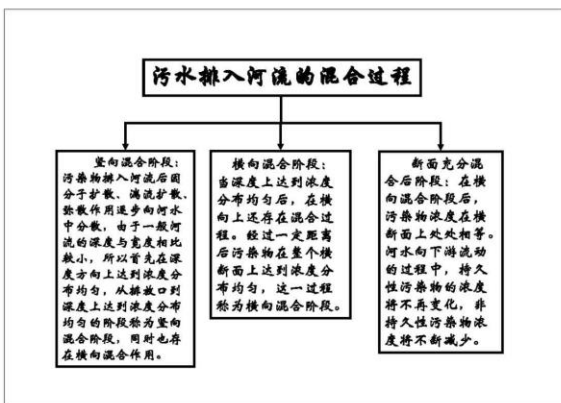 污水排入河流的混合过程
竖向混合阶段：
污染物排入河流后因
分子扩散、湍流扩散、
弥散作用逐步向河水
中分散，由于一般河
流的深度与宽度相比
较小，所以首先在深
度方向上达到浓度分
布均匀，从排放口到
深度上达到浓度分布
均匀的阶段称为竖向
混合阶段，同时也存
在横向混合作用。
横向混合阶段：
当深度上达到浓度
分布均匀后，在横
向上还存在混合过
程。经过一定距离
后污染物在整个横
断面上达到浓度分
布均匀，这一过程
称为横向混合阶段。
断面充分混
合后阶段：在横
向混合阶段后，
污染物浓度在横
断面上处处相等。
河水向下游流动
的过程中，持久
性污染物的浓度
将不再变化，非
持久性污染物浓
度将不断减少。